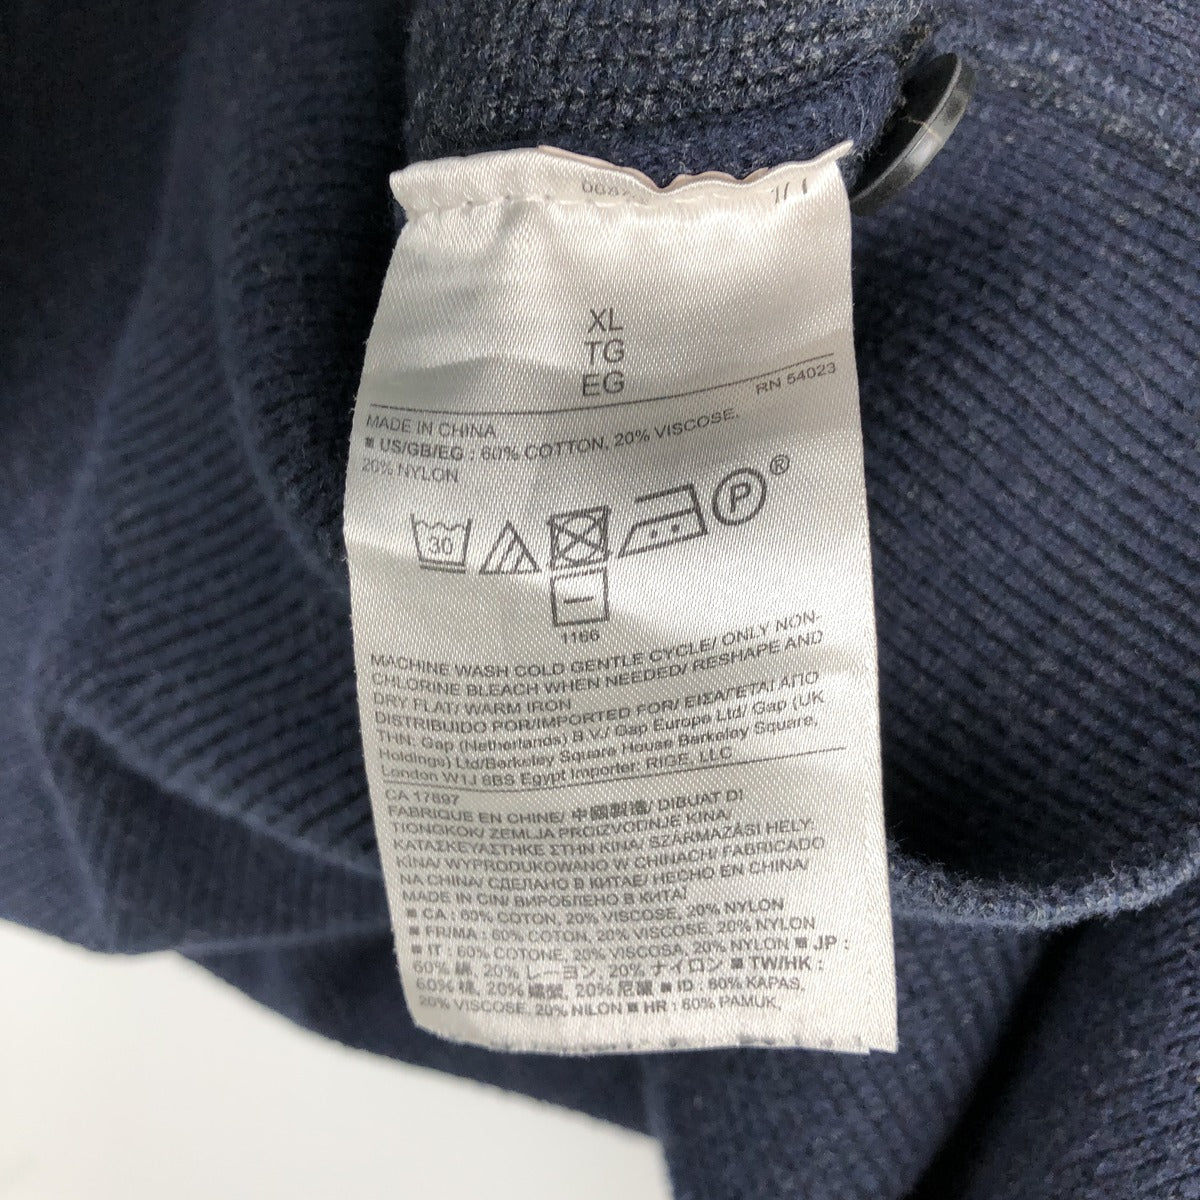 XL
TG
EG
RN 54023
MADE IN CHINA
■ US/GB/EG : 60% COTTON, 20% VISCOSE,
20% NYLON
30
P®
1166
MACHINE WASH COLD GENTLE CYCLE/ ONLY NON-
CHLORINE BLEACH WHEN NEEDED/ RESHAPE AND
DRY FLAT/ WARM IRON
DISTRIBUIDO POR/IMPORTED FOR/ ΕΙΣΑΓΕΤΑΙ ΑΠΟ
ΤΗΝ: Gap (Netherlands) B.V./ Gap Europe Ltd/ Gap (UK
Holdings) Ltd/Berkeley Square House Berkeley Square,
London W1J 8BS Egypt Importer: RIGE, LLC
CA 17897
FABRIQUE EN CHINE/ 中國製造/ DIBUAT DI
TIONGKOK/ ZEMLJA PROIZVODNJE KINA/
ΚΑΤΑΣΚΕΥΑΣΤΗΚΕ ΣΤΗΝ ΚΙΝΑ/ SZÁRMAZÁSI HELY:
KÍNA/ WYPRODUKOWANO W CHINACH/ FABRICADO
NA CHINA/ СДЕЛАНО В КИТАЕ/ HECHO EN CHINA/
MADE IN CIN/ ВИРОБЛЕНО В КИТАЇ
■ CA : 60% COTON, 20% VISCOSE, 20% NYLON
■ FR/MA : 60% COTON, 20% VISCOSE, 20% NYLON
■ IT : 60% COTONE, 20% VISCOSA, 20% NYLON ■ JP :
60% 綿, 20% レーヨン, 20% ナイロン ■ TW/HK :
60% 棉, 20% 嫘縈, 20% 尼龍 ■ ID : 60% KAPAS,
20% VISCOSE, 20% NILON ■ HR : 60% PAMUK,